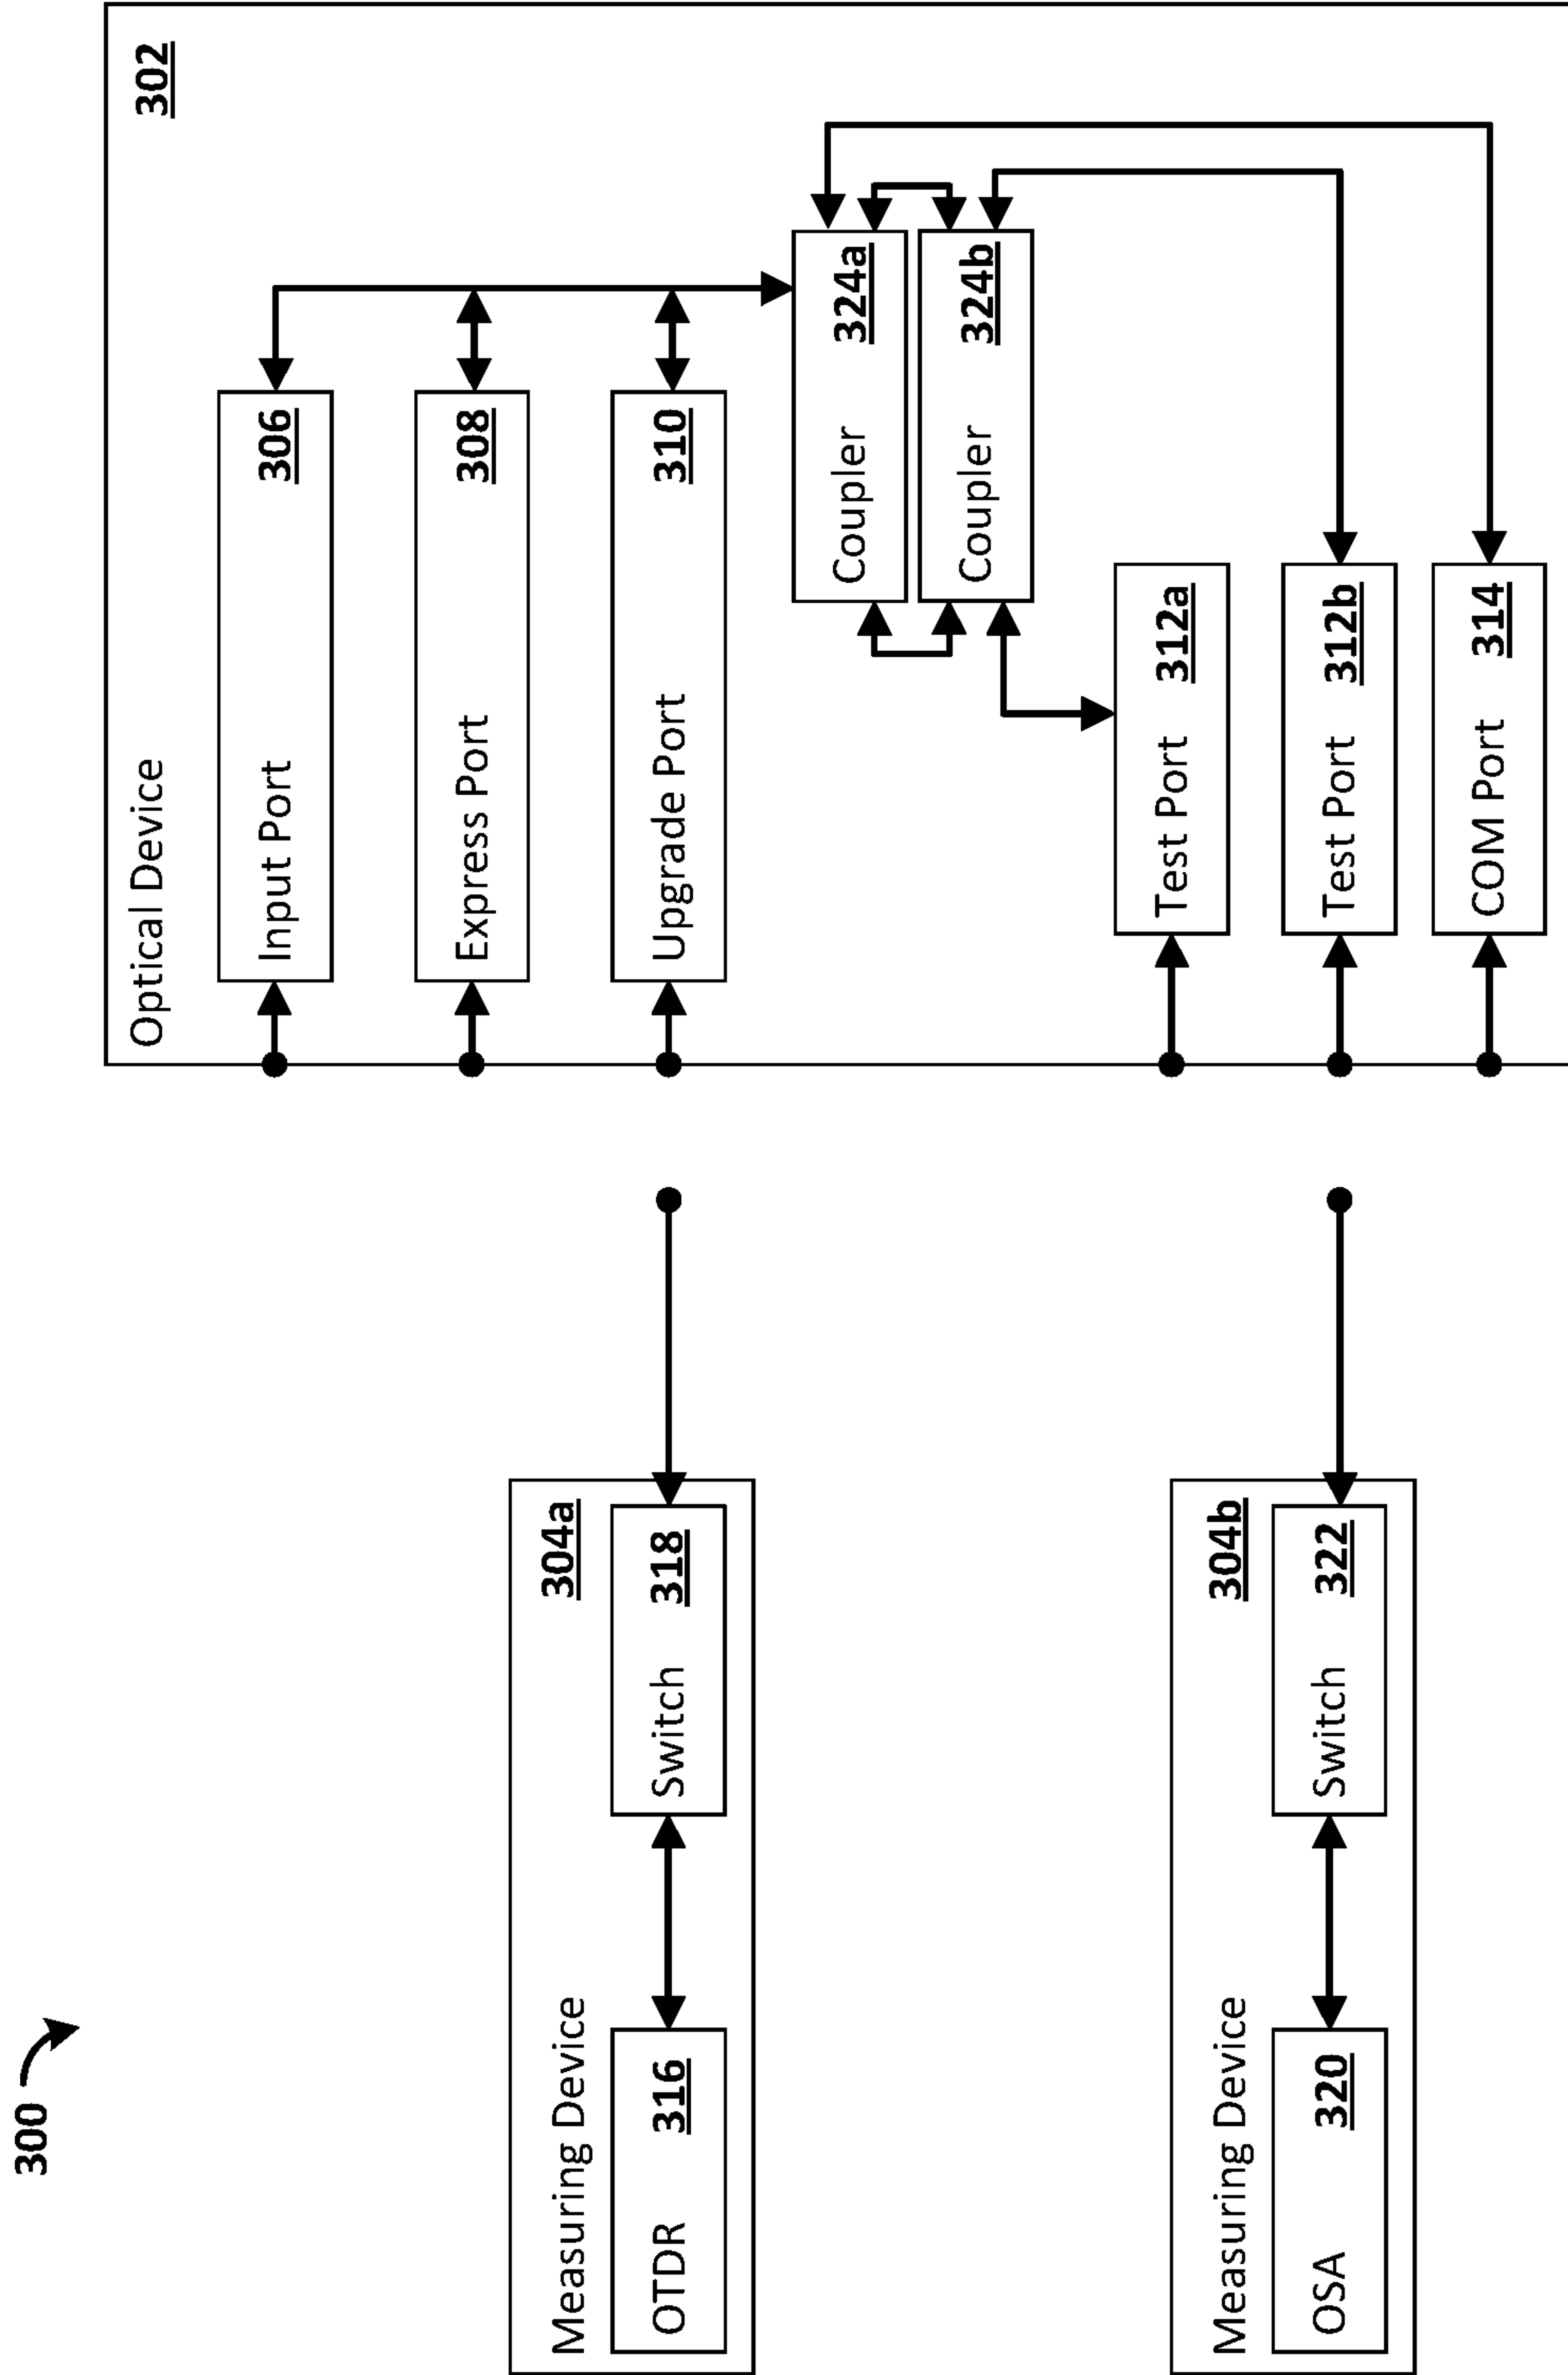 300
Measuring Device 304a
OTDR 316
Switch 318
Measuring Device 304b
OSA 320
Switch 322
Optical Device 302
Input Port 306
Express Port 308
Upgrade Port 310
Coupler 324a
Coupler 324b
Test Port 312a
Test Port 312b
COM Port 314